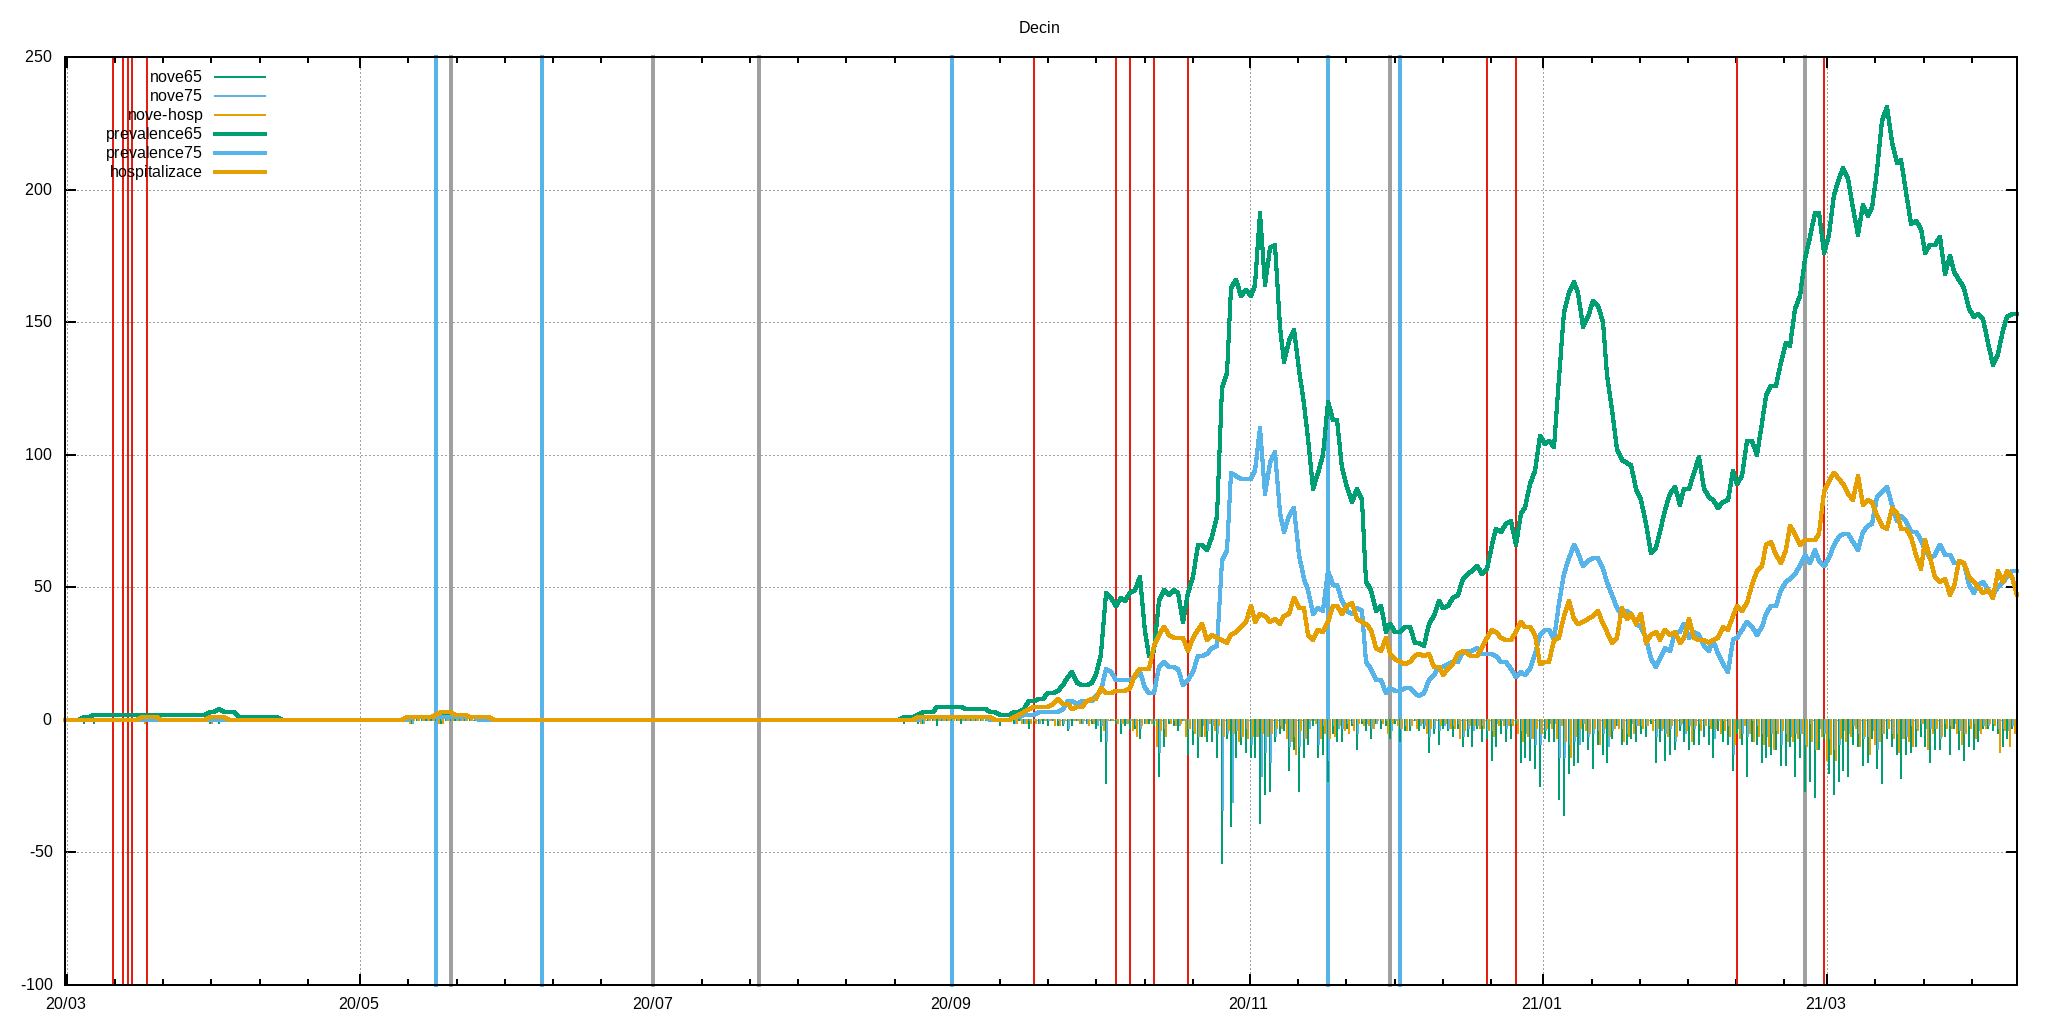 Decin
250
nove65
nove75
nove-hosp
prevalence65
prevalence75
hospitalizace
200
150
100
50
0
-50
-100
20/03 20/05 20/07 20/09 20/11 21/01 21/03